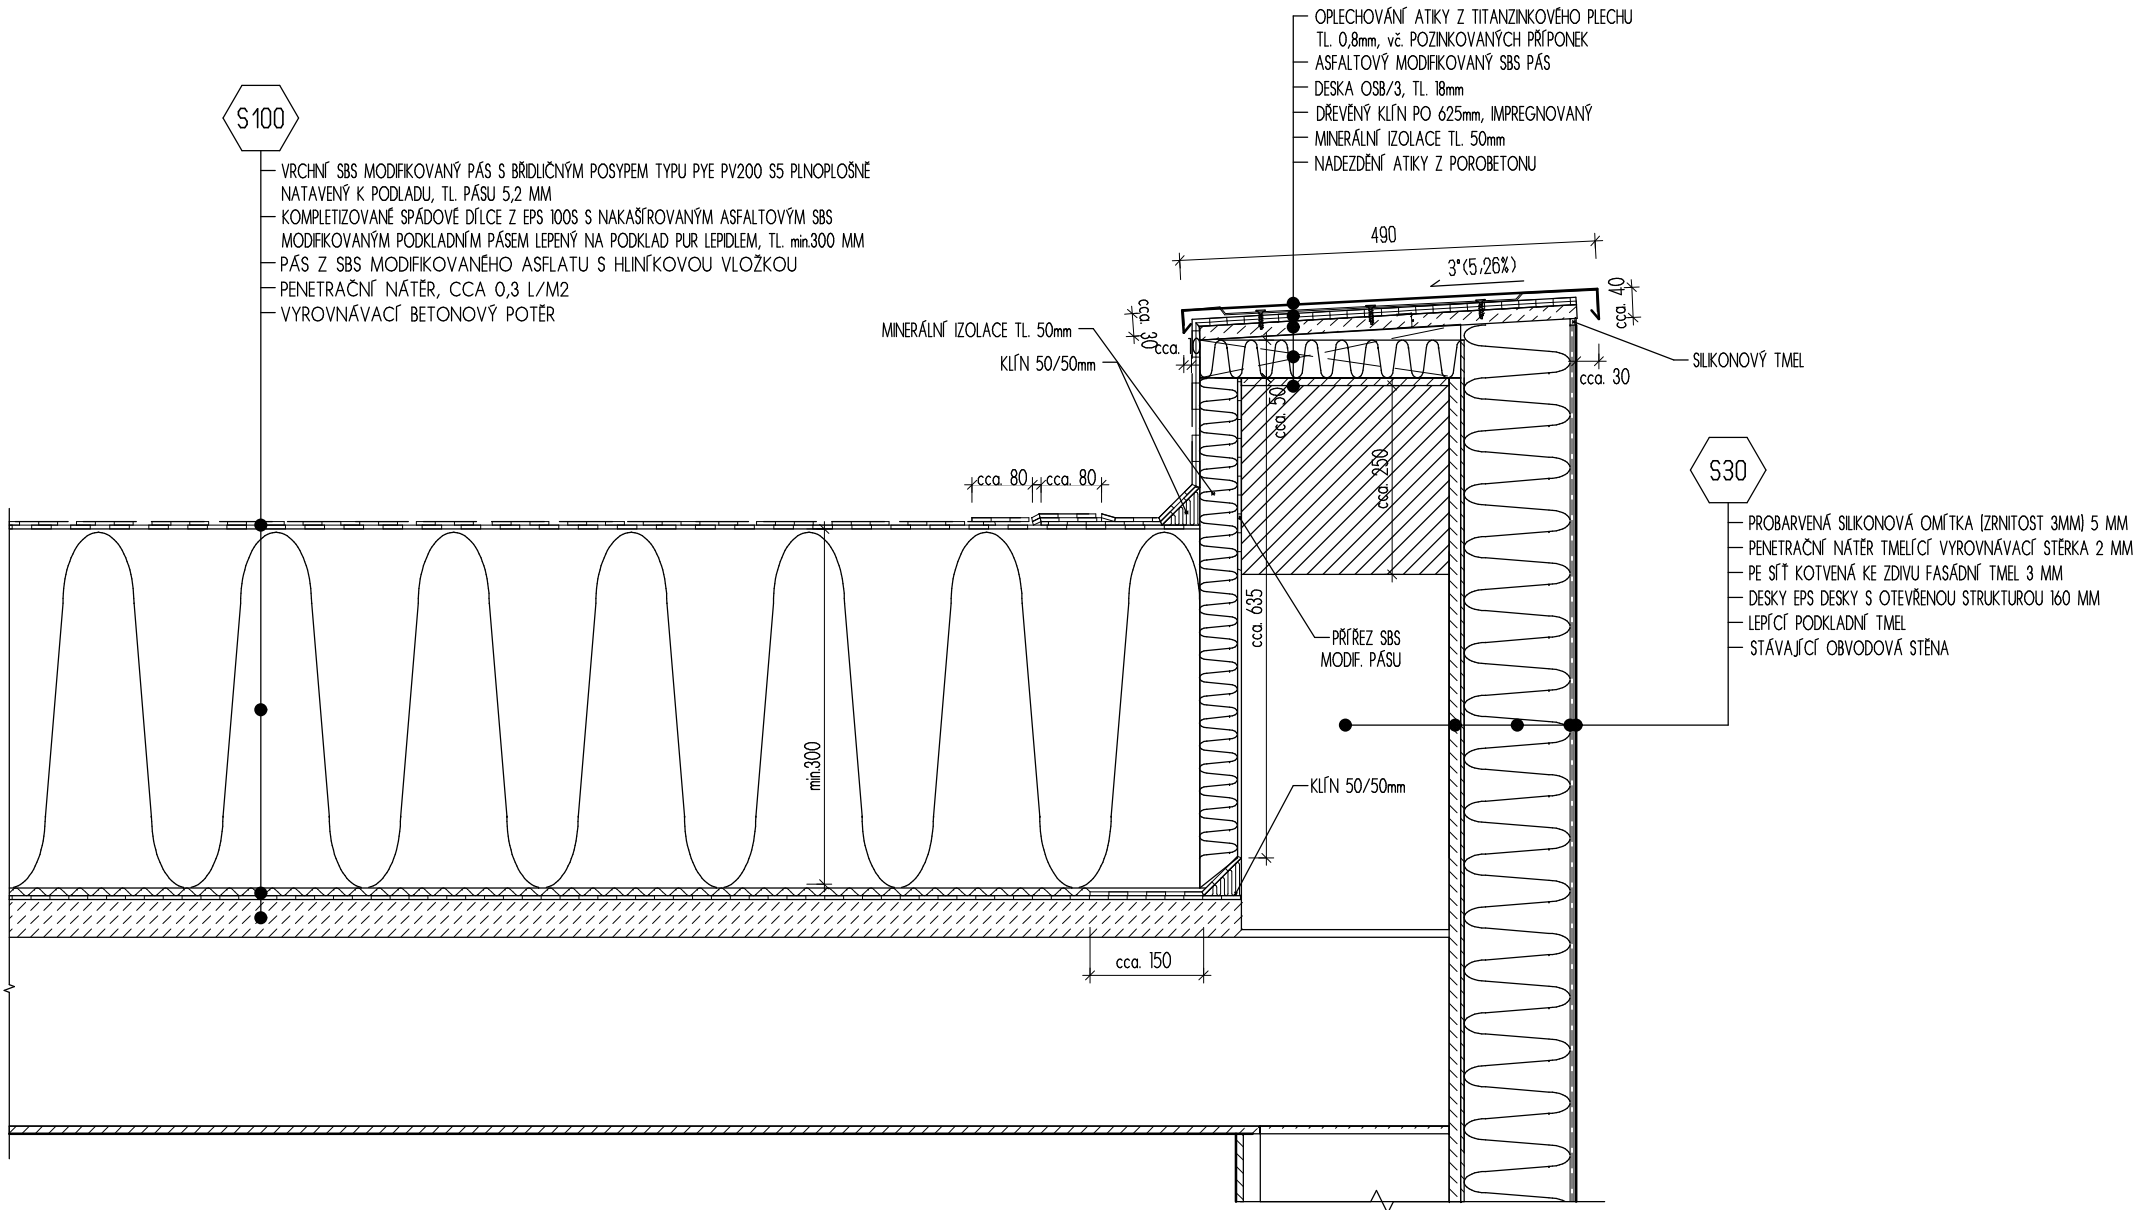 OPLECHOVÁNÍ ATIKY Z TITANZINKOVÉHO PLECHU
TL. 0,8mm, vč. POZINKOVANÝCH PŘÍPONEK
ASFALTOVÝ MODIFIKOVANÝ SBS PÁS
DESKA OSB/3, TL. 18mm
DŘEVĚNÝ KLÍN PO 625mm, IMPREGNOVANÝ
MINERÁLNÍ IZOLACE TL. 50mm
NADEZDĚNÍ ATIKY Z POROBETONU
S100
VRCHNÍ SBS MODIFIKOVANÝ PÁS S BŘIDLIČNÝM POSYPEM TYPU PYE PV200 S5 PLNOPLOŠNĚ
NATAVENÝ K PODLADU, TL. PÁSU 5,2 MM
KOMPLETIZOVANÉ SPÁDOVÉ DÍLCE Z EPS 100S S NAKAŠÍROVANÝM ASFALTOVÝM SBS
MODIFIKOVANÝM PODKLADNÍM PÁSEM LEPENÝ NA PODKLAD PUR LEPIDLEM, TL. min.300 MM
PÁS Z SBS MODIFIKOVANÉHO ASFLATU S HLINÍKOVOU VLOŽKOU
PENETRAČNÍ NÁTĚR, CCA 0,3 L/M2
VYROVNÁVACÍ BETONOVÝ POTĚR
490
3°(5,26%)
cca. 40
cca. 30
cca. 10
MINERÁLNÍ IZOLACE TL. 50mm
KLÍN 50/50mm
SILIKONOVÝ TMEL
cca. 30
cca. 50
cca. 250
cca. 80
cca. 80
S30
PROBARVENÁ SILIKONOVÁ OMÍTKA (ZRNITOST 3MM) 5 MM
PENETRAČNÍ NÁTĚR TMELÍCÍ VYROVNÁVACÍ STĚRKA 2 MM
PE SÍŤ KOTVENÁ KE ZDIVU FASÁDNÍ TMEL 3 MM
DESKY EPS DESKY S OTEVŘENOU STRUKTUROU 160 MM
LEPÍCÍ PODKLADNÍ TMEL
STÁVAJÍCÍ OBVODOVÁ STĚNA
cca. 635
PŘÍŘEZ SBS
MODIF. PÁSU
min.300
KLÍN 50/50mm
cca. 150